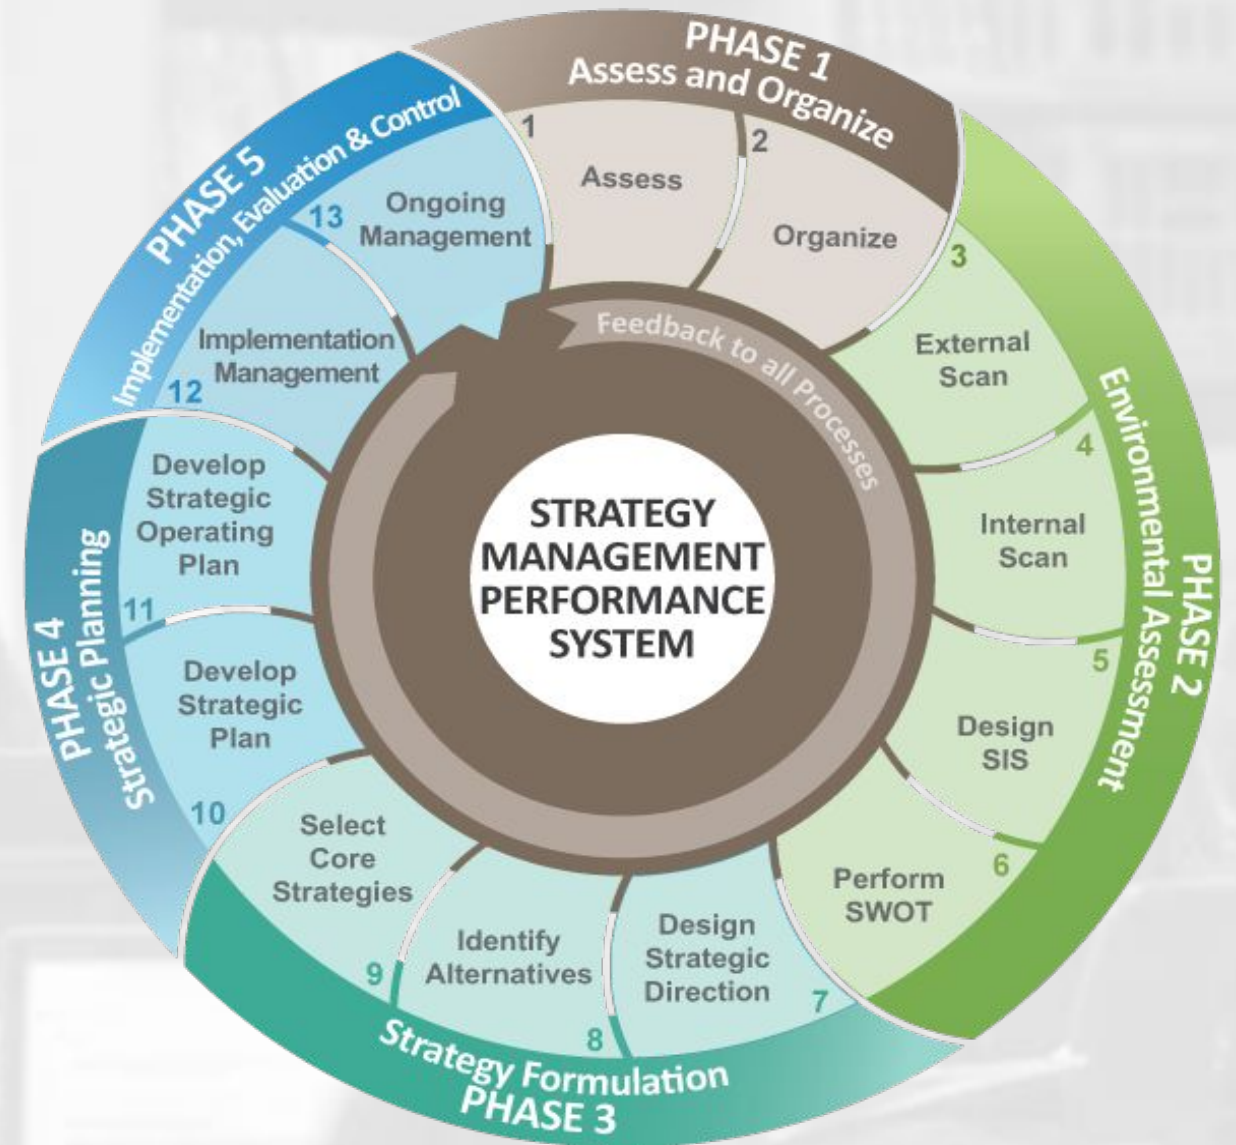 PHASE 1
Assess and Organize
1
Assess
2
Organize
PHASE 2
Environmental Assessment
3
External
Scan
4
Internal
Scan
5
Design
SIS
6
Perform
SWOT
PHASE 3
Strategy Formulation
7
Design
Strategic
Direction
8
Identify
Alternatives
9
Select
Core
Strategies
PHASE 4
Strategic Planning
10
Develop
Strategic
Plan
11
Develop
Strategic
Operating
Plan
PHASE 5
Implementation, Evaluation & Control
12
Implementation
Management
13
Ongoing
Management
Feedback to all Processes
STRATEGY
MANAGEMENT
PERFORMANCE
SYSTEM